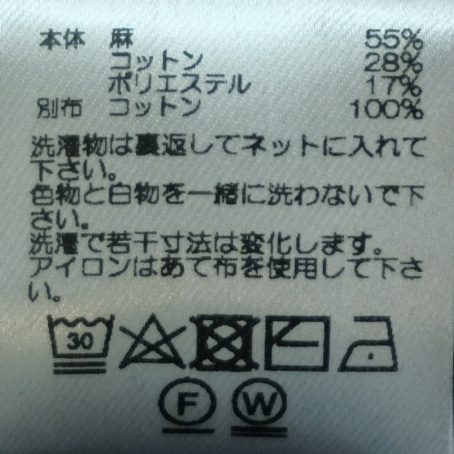 本体 麻 55%
コットン 28%
ポリエステル 17%
別布 コットン 100%
洗濯物は裏返してネットに入れて
下さい。
色物と白物を一緒に洗わないで下
さい。
洗濯で若干寸法は変化します。
アイロンはあて布を使用して下さ
い。
30
F W